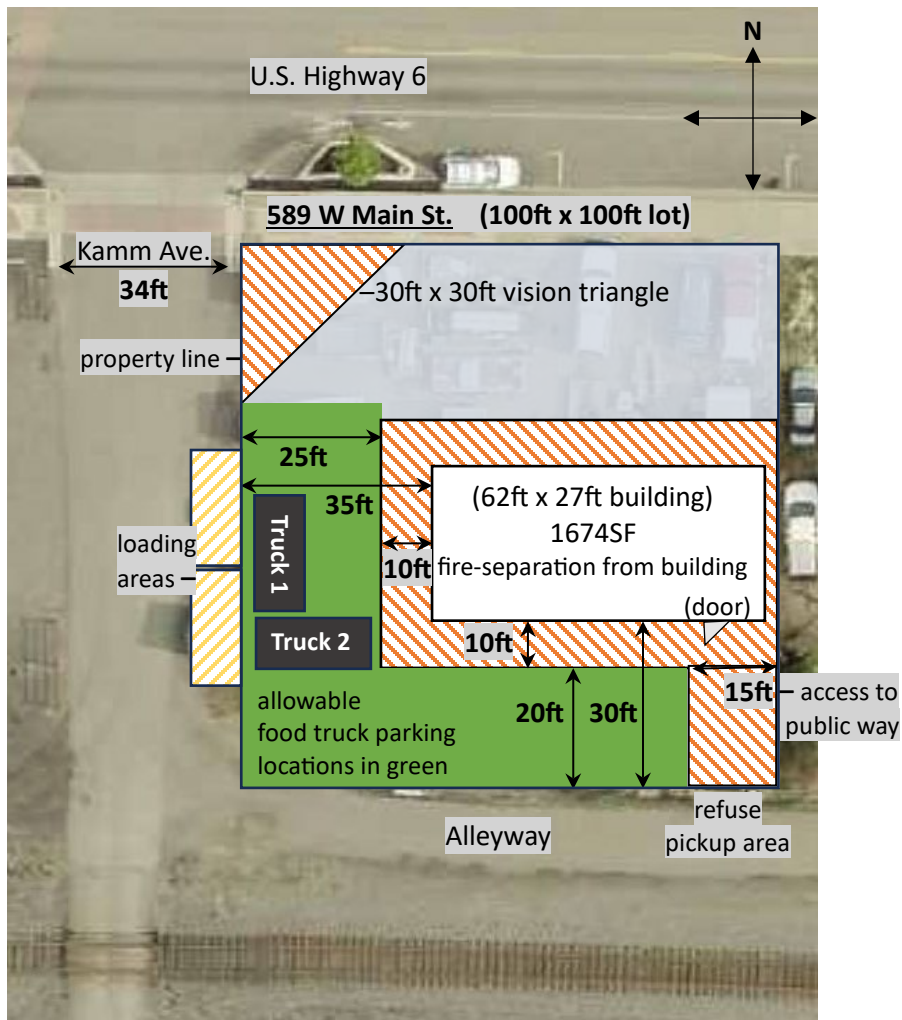 N
U.S. Highway 6
589 W Main St. (100ft x 100ft lot)
Kamm Ave.
34ft
–30ft x 30ft vision triangle
property line –
25ft
35ft
(62ft x 27ft building)
1674SF
fire-separation from building
10ft
loading
areas –
Truck 1
(door)
Truck 2
10ft
15ft – access to
public way
20ft
30ft
allowable
food truck parking
locations in green
refuse
pickup area
Alleyway